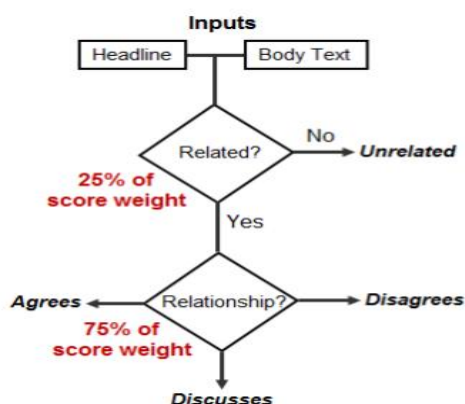 Inputs
Headline
Body Text
Related?
No
Unrelated
25% of
score weight
Yes
Agrees
Relationship?
Disagrees
75% of
score weight
Discusses